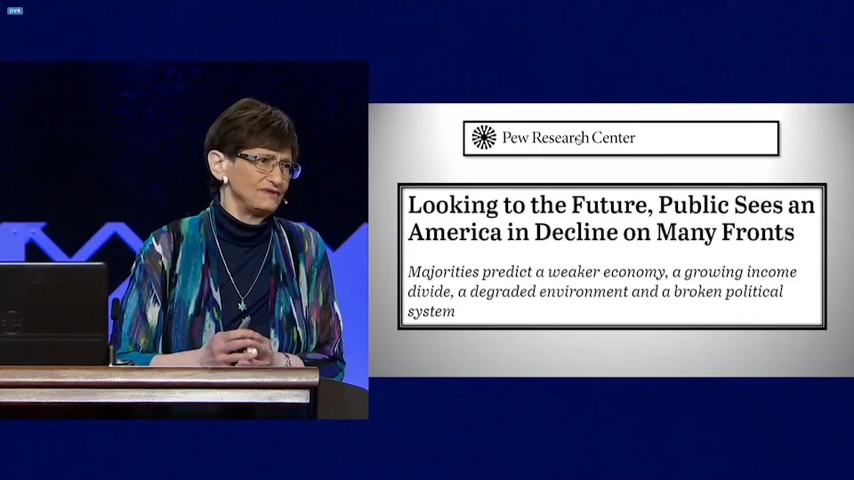 DVR
Pew Research Center
Looking to the Future, Public Sees an
America in Decline on Many Fronts
Majorities predict a weaker economy, a growing income
divide, a degraded environment and a broken political
system